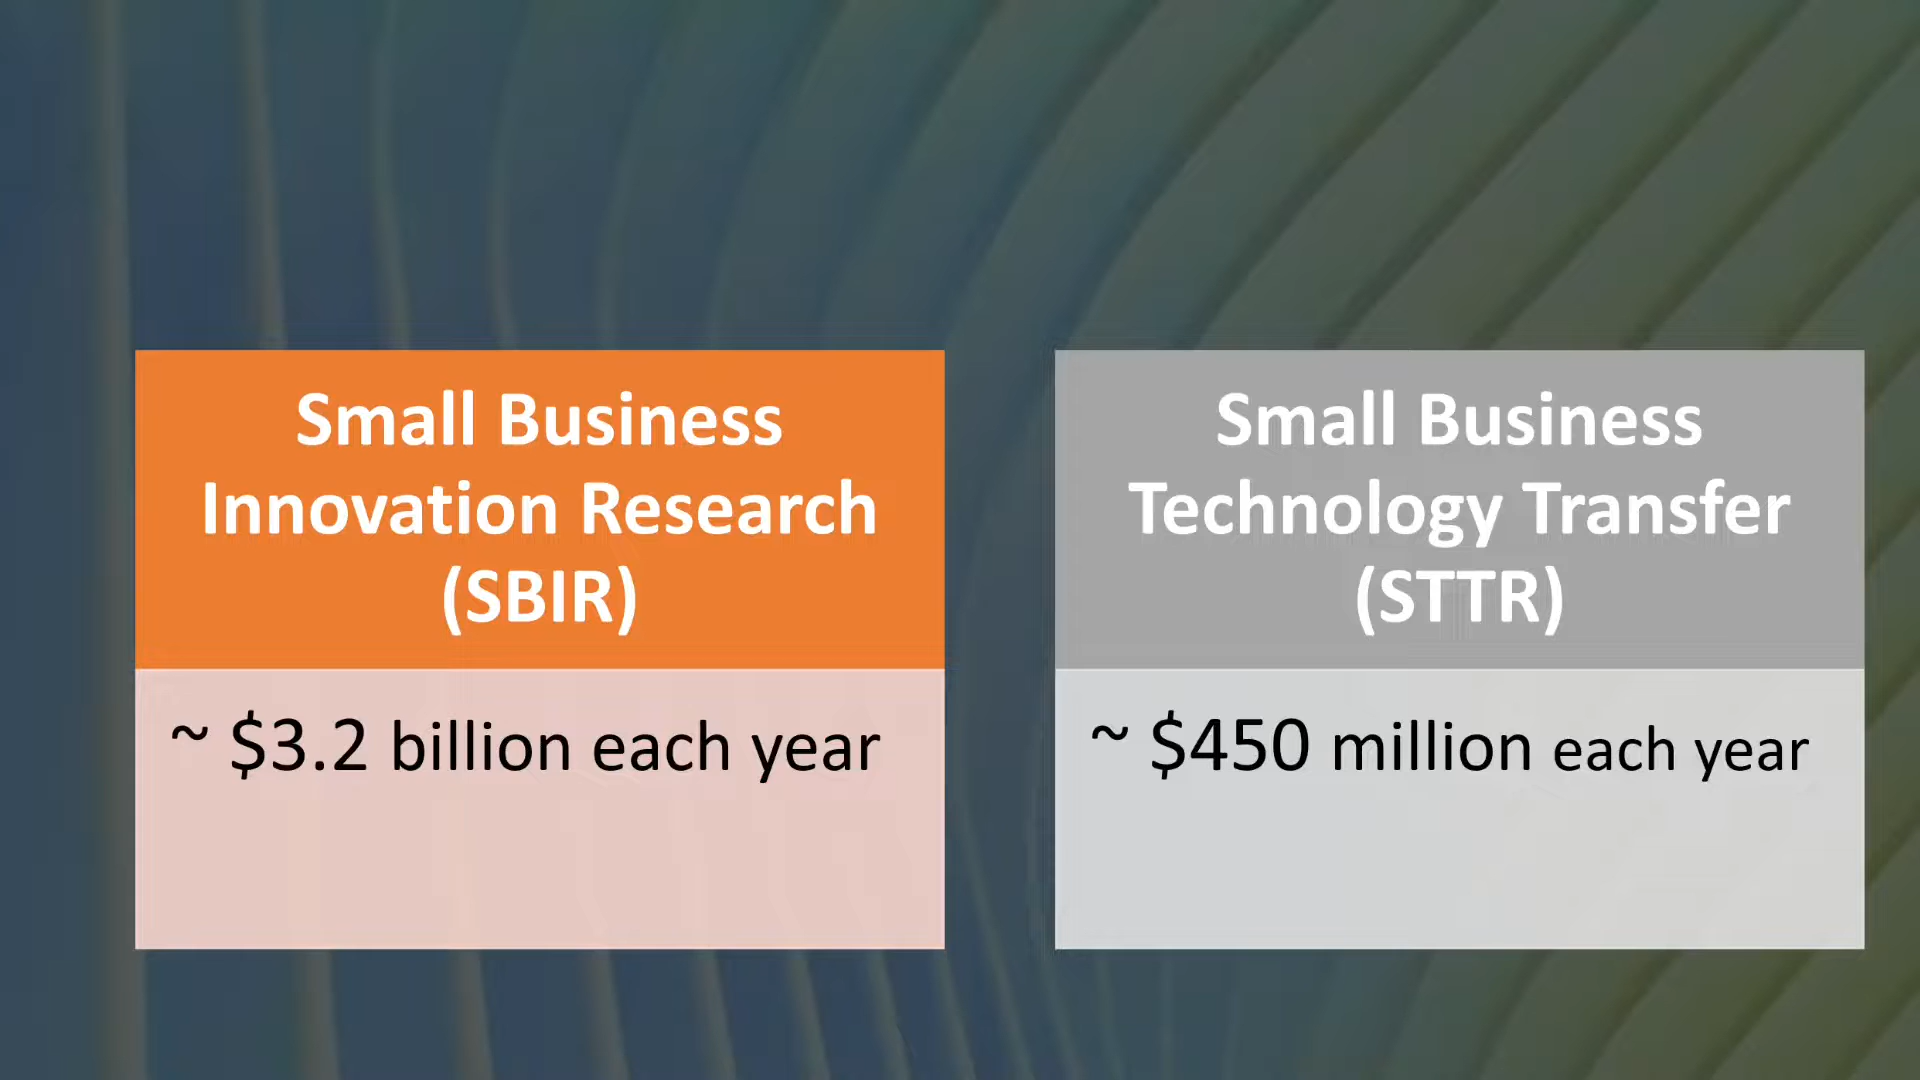 Small Business
Innovation Research
(SBIR)
~ $3.2 billion each year
Small Business
Technology Transfer
(STTR)
~ $450 million each year